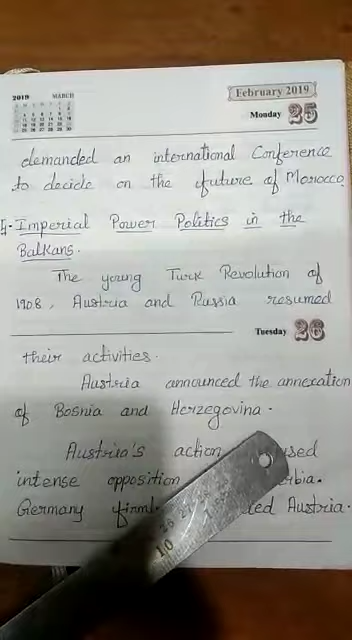 2019 MARCH
February 2019
Monday 25
demanded an international Conference
to decide on the future of Morocco.
Imperial Power Politics in the
Balkans.
The young Turk Revolution of
1908, Austria and Russia resumed
Tuesday 26
their activities.
Austria announced the annexation
of Bosnia and Herzegovina.
Austria's action
intense opposition
Germany Austria.
10